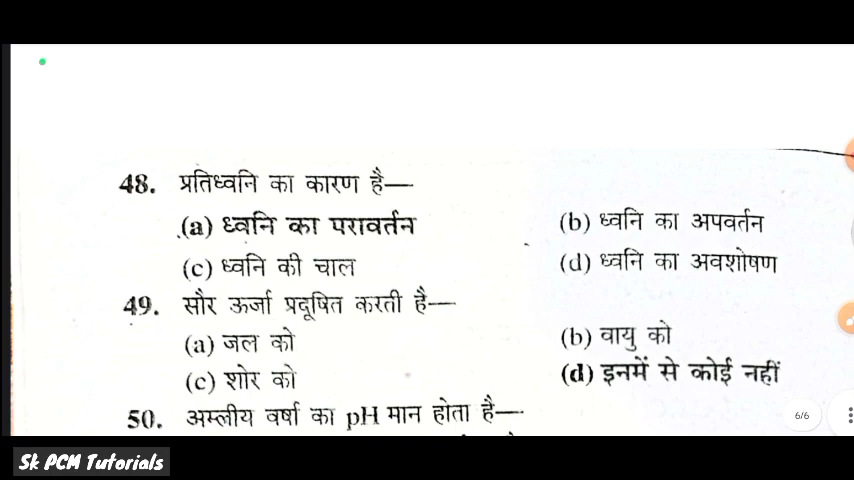 48. प्रतिध्वनि का कारण है—
(a) ध्वनि का परावर्तन (b) ध्वनि का अपवर्तन
(c) ध्वनि की चाल (d) ध्वनि का अवशोषण
49. सौर ऊर्जा प्रदूषित करती है—
(a) जल को (b) वायु को
(c) शोर को (d) इनमें से कोई नहीं
50. अम्लीय वर्षा का pH मान होता है—
6/6
Sk PCM Tutorials